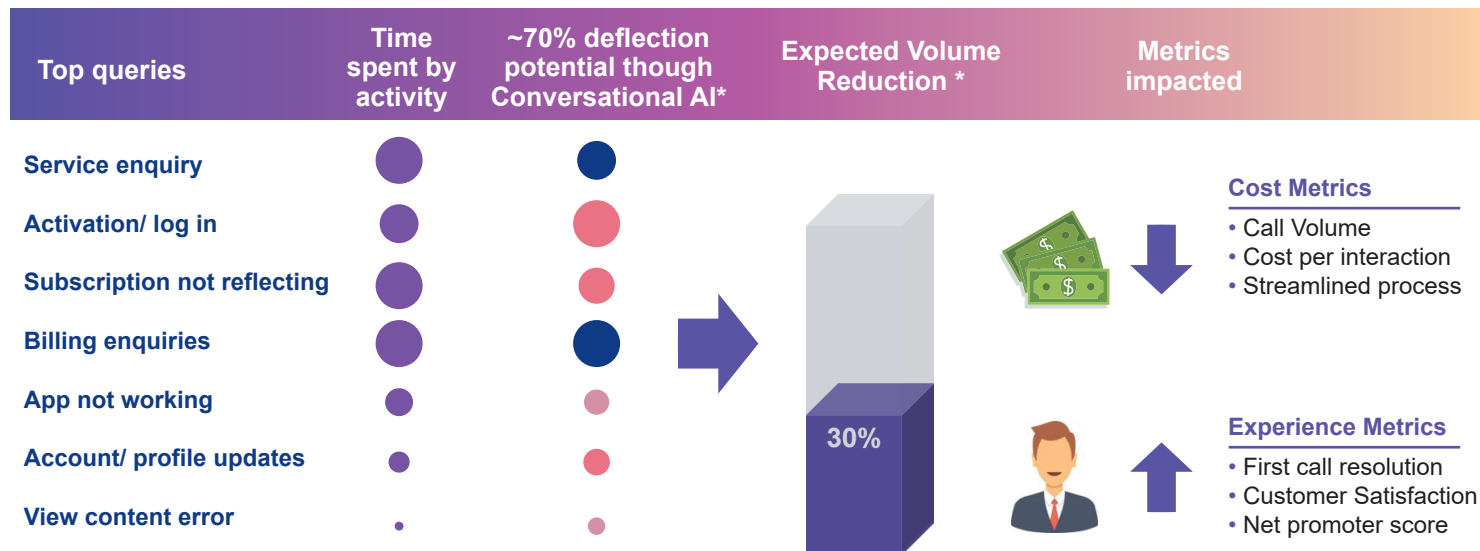 Top queries
Time
spent by
activity
~70% deflection
potential though
Conversational AI*
Expected Volume
Reduction *
Metrics
impacted
Service enquiry
Activation/ log in
Subscription not reflecting
Billing enquiries
App not working
Account/ profile updates
View content error
30%
$
$
$
Cost Metrics
• Call Volume
• Cost per interaction
• Streamlined process
Experience Metrics
• First call resolution
• Customer Satisfaction
• Net promoter score